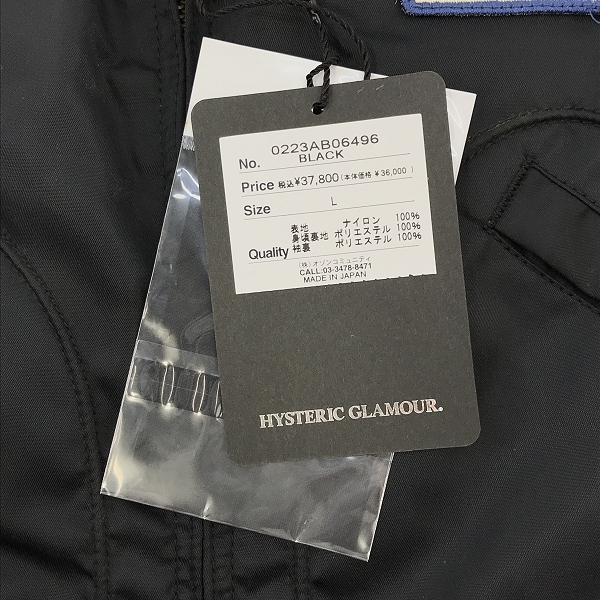 No. 0223AB06496
BLACK
Price 税込¥37,800(本体価格 ¥36,000)
Size L
表地 ナイロン 100%
身頃裏地 ポリエステル 100%
Quality 袖裏 ポリエステル 100%
(株)オゾンコミュニティ
CALL:03-3478-8471
MADE IN JAPAN
HYSTERIC GLAMOUR.